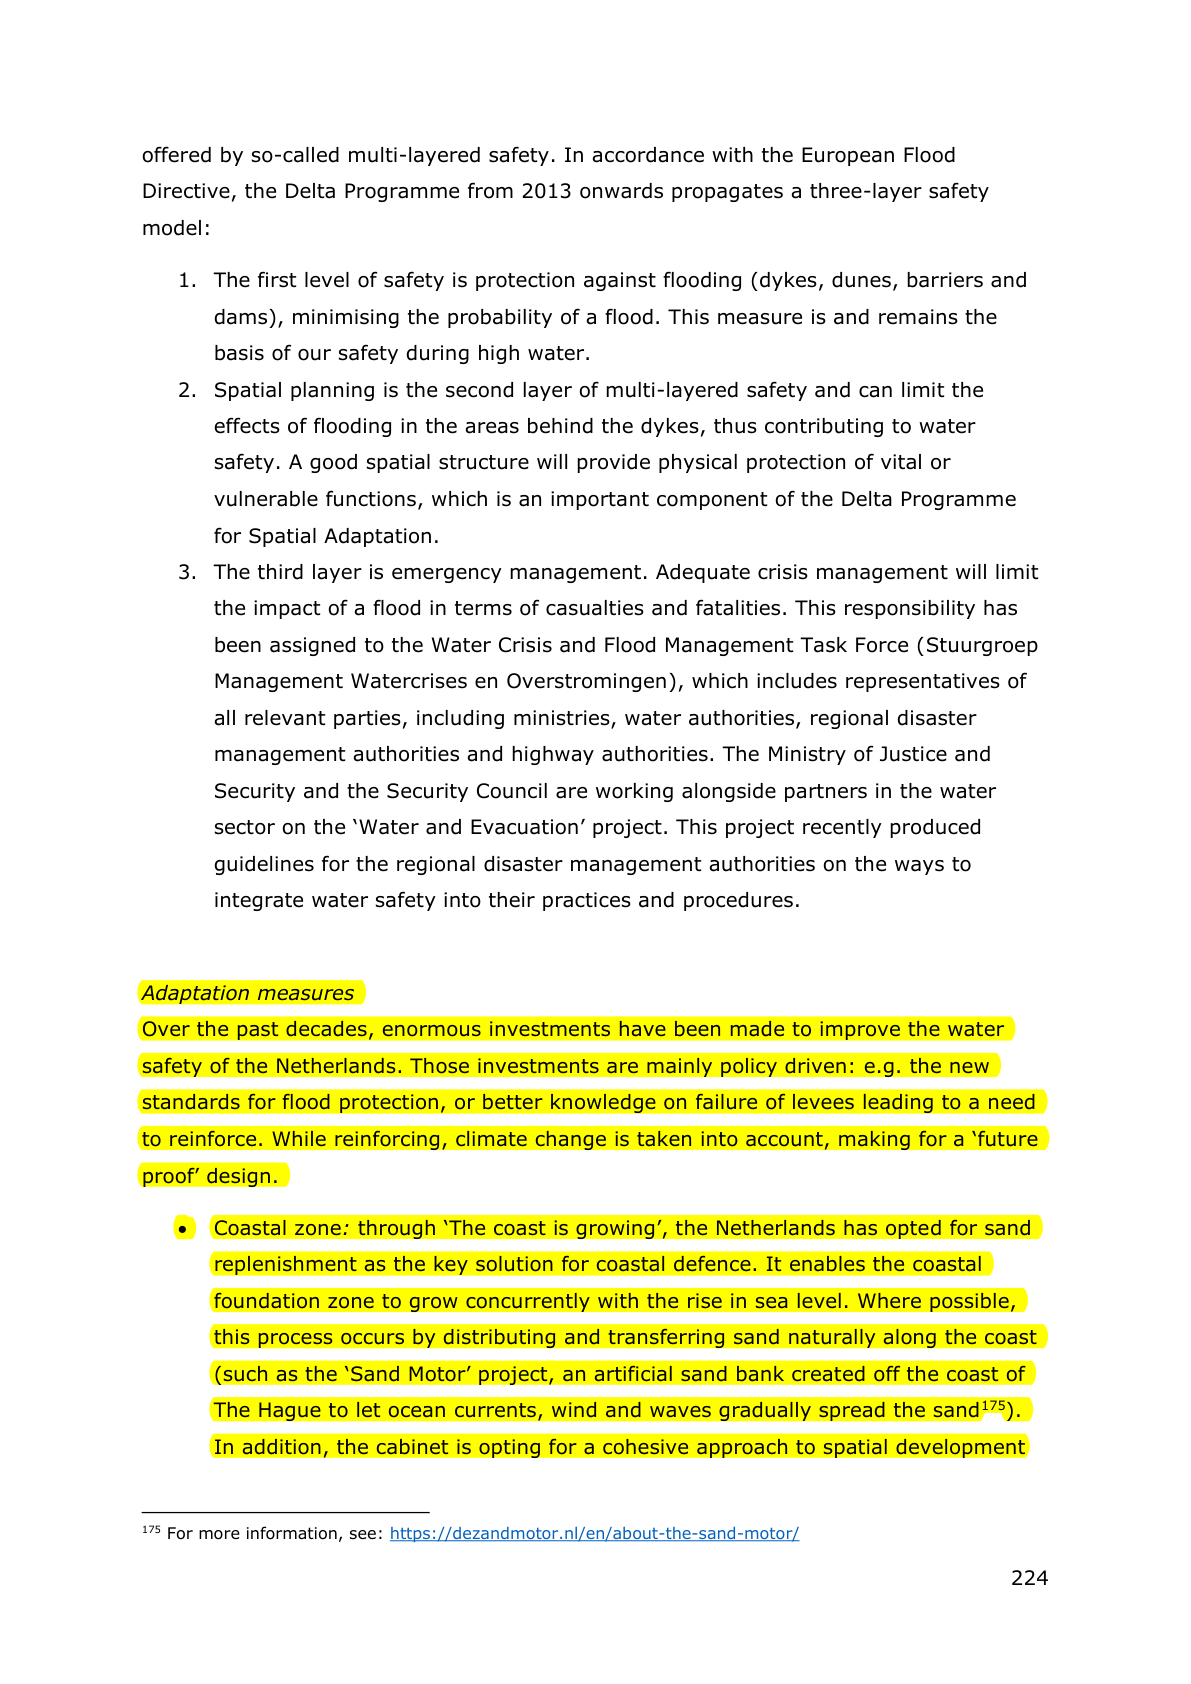 offered by so-called multi-layered safety. In accordance with the European Flood
Directive, the Delta Programme from 2013 onwards propagates a three-layer safety
model:
1. The first level of safety is protection against flooding (dykes, dunes, barriers and
dams), minimising the probability of a flood. This measure is and remains the
basis of our safety during high water.
2. Spatial planning is the second layer of multi-layered safety and can limit the
effects of flooding in the areas behind the dykes, thus contributing to water
safety. A good spatial structure will provide physical protection of vital or
vulnerable functions, which is an important component of the Delta Programme
for Spatial Adaptation.
3. The third layer is emergency management. Adequate crisis management will limit
the impact of a flood in terms of casualties and fatalities. This responsibility has
been assigned to the Water Crisis and Flood Management Task Force (Stuurgroep
Management Watercrises en Overstromingen), which includes representatives of
all relevant parties, including ministries, water authorities, regional disaster
management authorities and highway authorities. The Ministry of Justice and
Security and the Security Council are working alongside partners in the water
sector on the ‘Water and Evacuation’ project. This project recently produced
guidelines for the regional disaster management authorities on the ways to
integrate water safety into their practices and procedures.
Adaptation measures
Over the past decades, enormous investments have been made to improve the water
safety of the Netherlands. Those investments are mainly policy driven: e.g. the new
standards for flood protection, or better knowledge on failure of levees leading to a need
to reinforce. While reinforcing, climate change is taken into account, making for a ‘future
proof’ design.
• Coastal zone: through ‘The coast is growing’, the Netherlands has opted for sand
replenishment as the key solution for coastal defence. It enables the coastal
foundation zone to grow concurrently with the rise in sea level. Where possible,
this process occurs by distributing and transferring sand naturally along the coast
(such as the ‘Sand Motor’ project, an artificial sand bank created off the coast of
The Hague to let ocean currents, wind and waves gradually spread the sand175).
In addition, the cabinet is opting for a cohesive approach to spatial development
175 For more information, see: https://dezandmotor.nl/en/about-the-sand-motor/
224